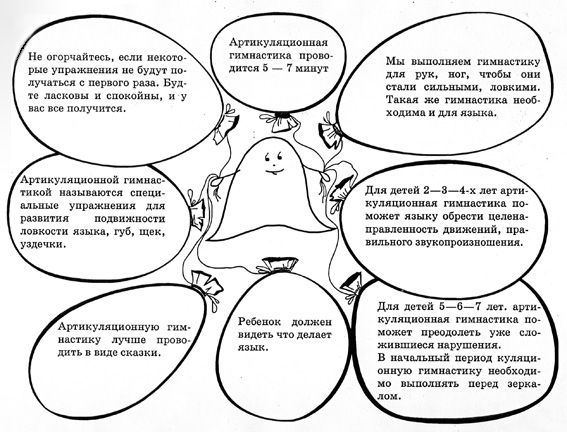 Не огорчайтесь, если некото-
рые упражнения не будут по-
лучаться с первого раза. Буд-
те ласковы и спокойны, и у
вас все получится.
Артикуляционная
гимнастика прово-
дится 5 — 7 минут
Мы выполняем гимнастику
для рук, ног, чтобы они
стали сильными, ловкими.
Такая же гимнастика необ-
ходима и для языка.
Артикуляционной гимнас-
тикой называются специ-
альные упражнения для
развития подвижности
ловкости языка, губ, щек,
уздечки.
Для детей 2—3—4-х лет арти-
куляционная гимнастика по-
может языку обрести целена-
правленность движений, пра-
вильного звукопроизношения.
Артикуляционную гим-
настику лучше прово-
дить в виде сказки.
Ребенок должен
видеть что делает
язык.
Для детей 5—6—7 лет. арти-
куляционная гимнастика по-
может преодолеть уже сло-
жившиеся нарушения.
В начальный период куляци-
онную гимнастику необходи-
мо выполнять перед зерка-
лом.